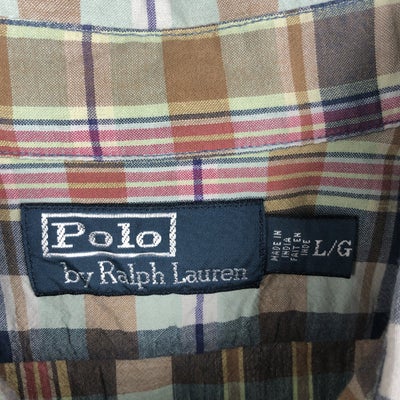 Polo
by Ralph Lauren
MADE IN
INDIA
FAIT EN
INDE
L/G